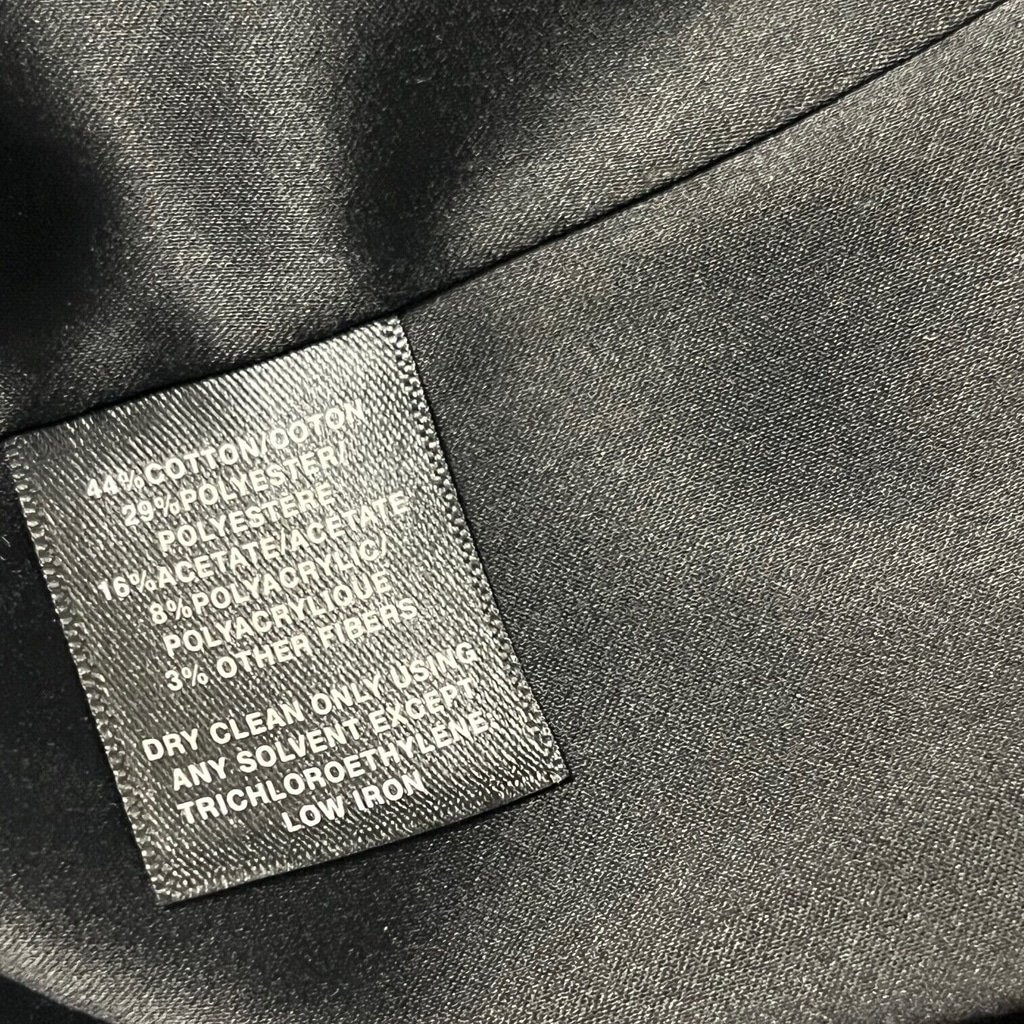 44%COTTON/COTON
29%POLYESTER/
POLYESTERE
16%ACETATE/ACETATE
8%POLYACRYLIC/
POLYACRYLIQUE
3% OTHER FIBERS
DRY CLEAN ONLY USING
ANY SOLVENT EXCEPT
TRICHLOROETHYLENE.
LOW IRON